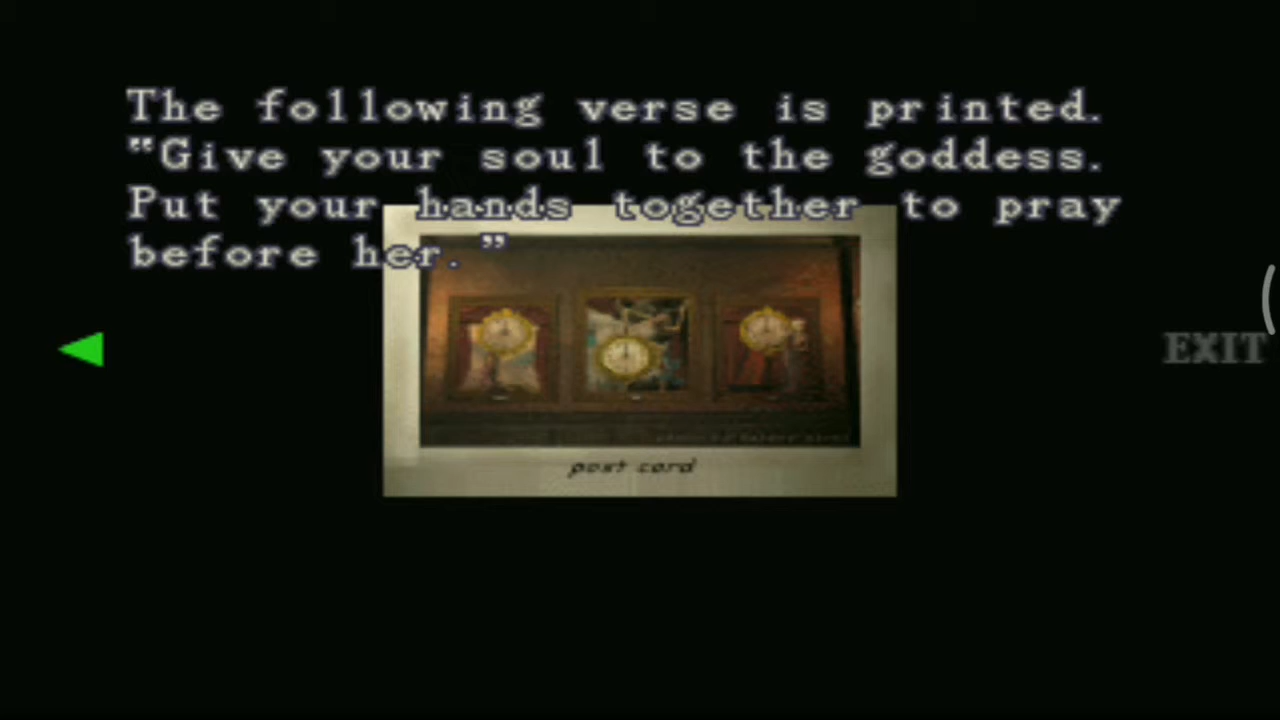 The following verse is printed.
"Give your soul to the goddess.
Put your hands together to pray
before her."
EXIT
post card